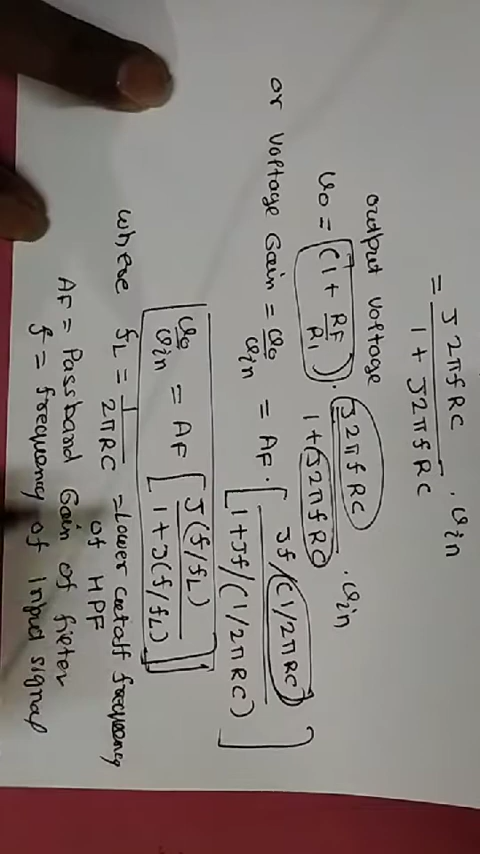 = J2πfRC / 1 + J2πfRC . Vin
output voltage
Vo = (1 + RF/R1) . J2πfRC / 1+J2πfRC . Vin
or Voltage Gain = Vo/Vin = AF . [ Jf/(1/2πRC) / 1+Jf/(1/2πRC) ]
Vo/Vin = AF [ J(f/fL) / 1+J(f/fL) ]
where fL = 1/2πRC = Lower cutoff frequency
of HPF
AF = Passband Gain of filter
f = frequency of Input signal